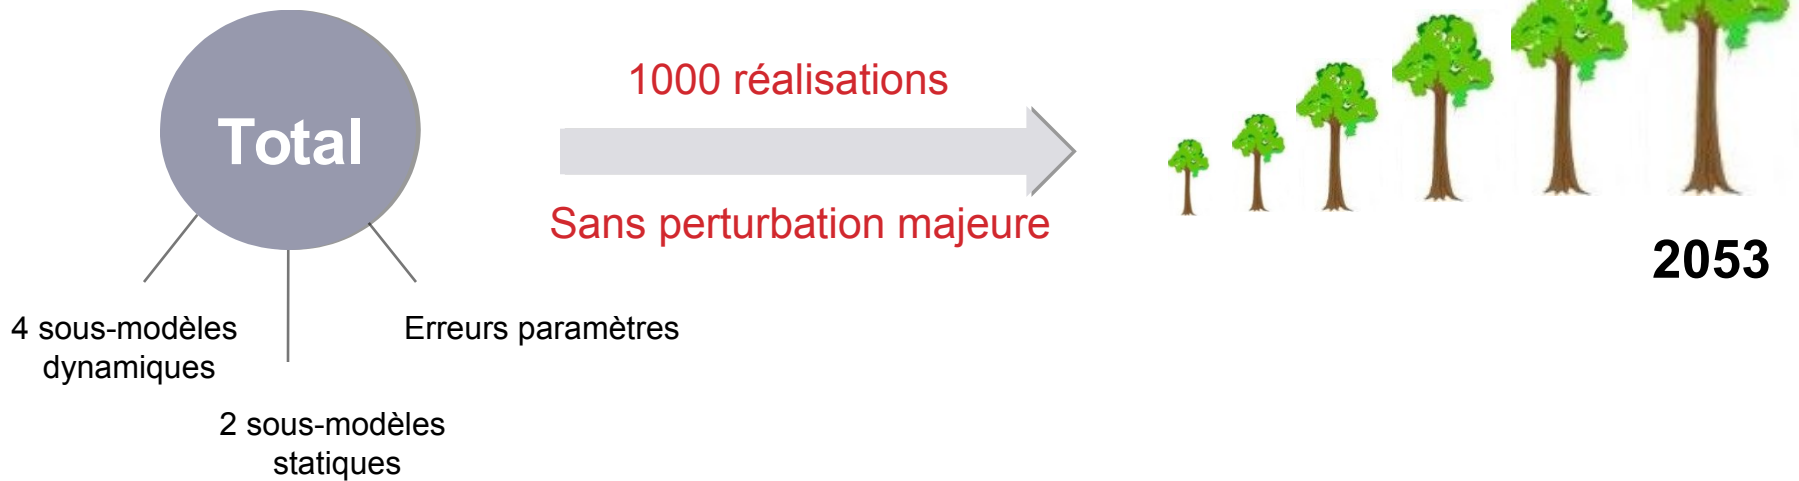 Total
1000 réalisations
Sans perturbation majeure
2053
4 sous-modèles
dynamiques
Erreurs paramètres
2 sous-modèles
statiques